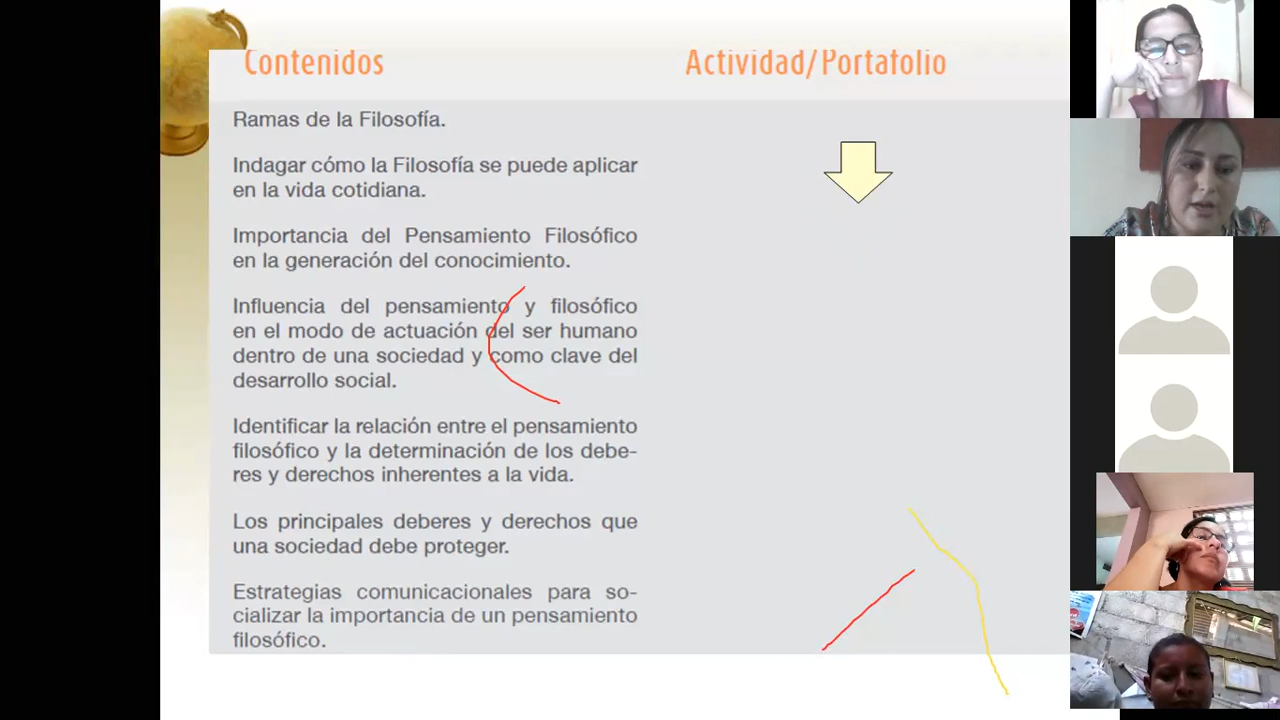 Contenidos
Actividad/Portafolio
Ramas de la Filosofía.
Indagar cómo la Filosofía se puede aplicar
en la vida cotidiana.
Importancia del Pensamiento Filosófico
en la generación del conocimiento.
Influencia del pensamiento y filosófico
en el modo de actuación del ser humano
dentro de una sociedad y como clave del
desarrollo social.
Identificar la relación entre el pensamiento
filosófico y la determinación de los debe-
res y derechos inherentes a la vida.
Los principales deberes y derechos que
una sociedad debe proteger.
Estrategias comunicacionales para so-
cializar la importancia de un pensamiento
filosófico.